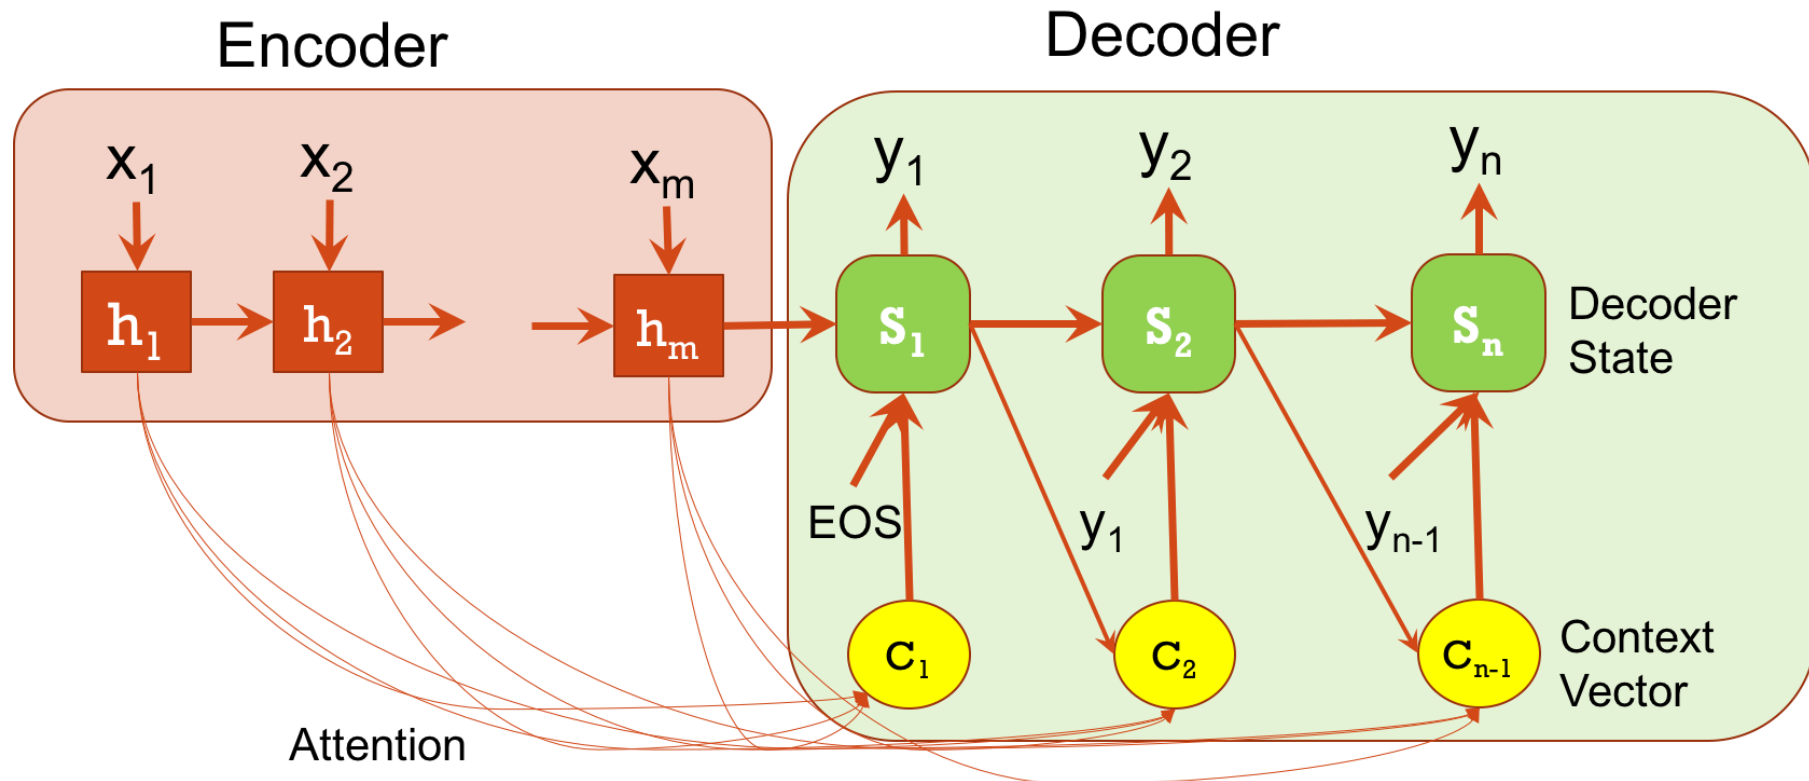 Encoder
Decoder
x1
x2
xm
y1
y2
yn
h1
h2
hm
S1
S2
Sn
Decoder
State
EOS
y1
yn-1
C1
C2
Cn-1
Context
Vector
Attention